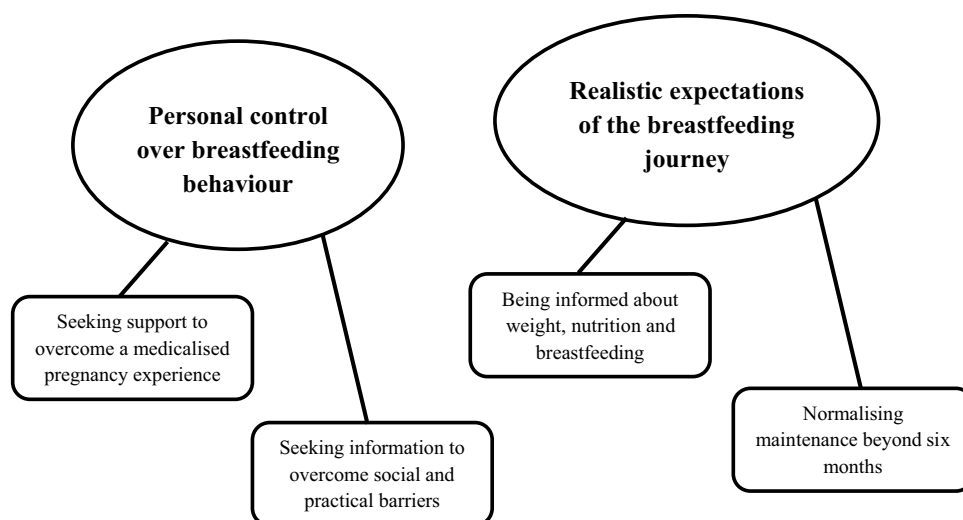 Personal control
over breastfeeding
behaviour
Realistic expectations
of the breastfeeding
journey
Seeking support to
overcome a medicalised
pregnancy experience
Seeking information to
overcome social and
practical barriers
Being informed about
weight, nutrition and
breastfeeding
Normalising
maintenance beyond six
months